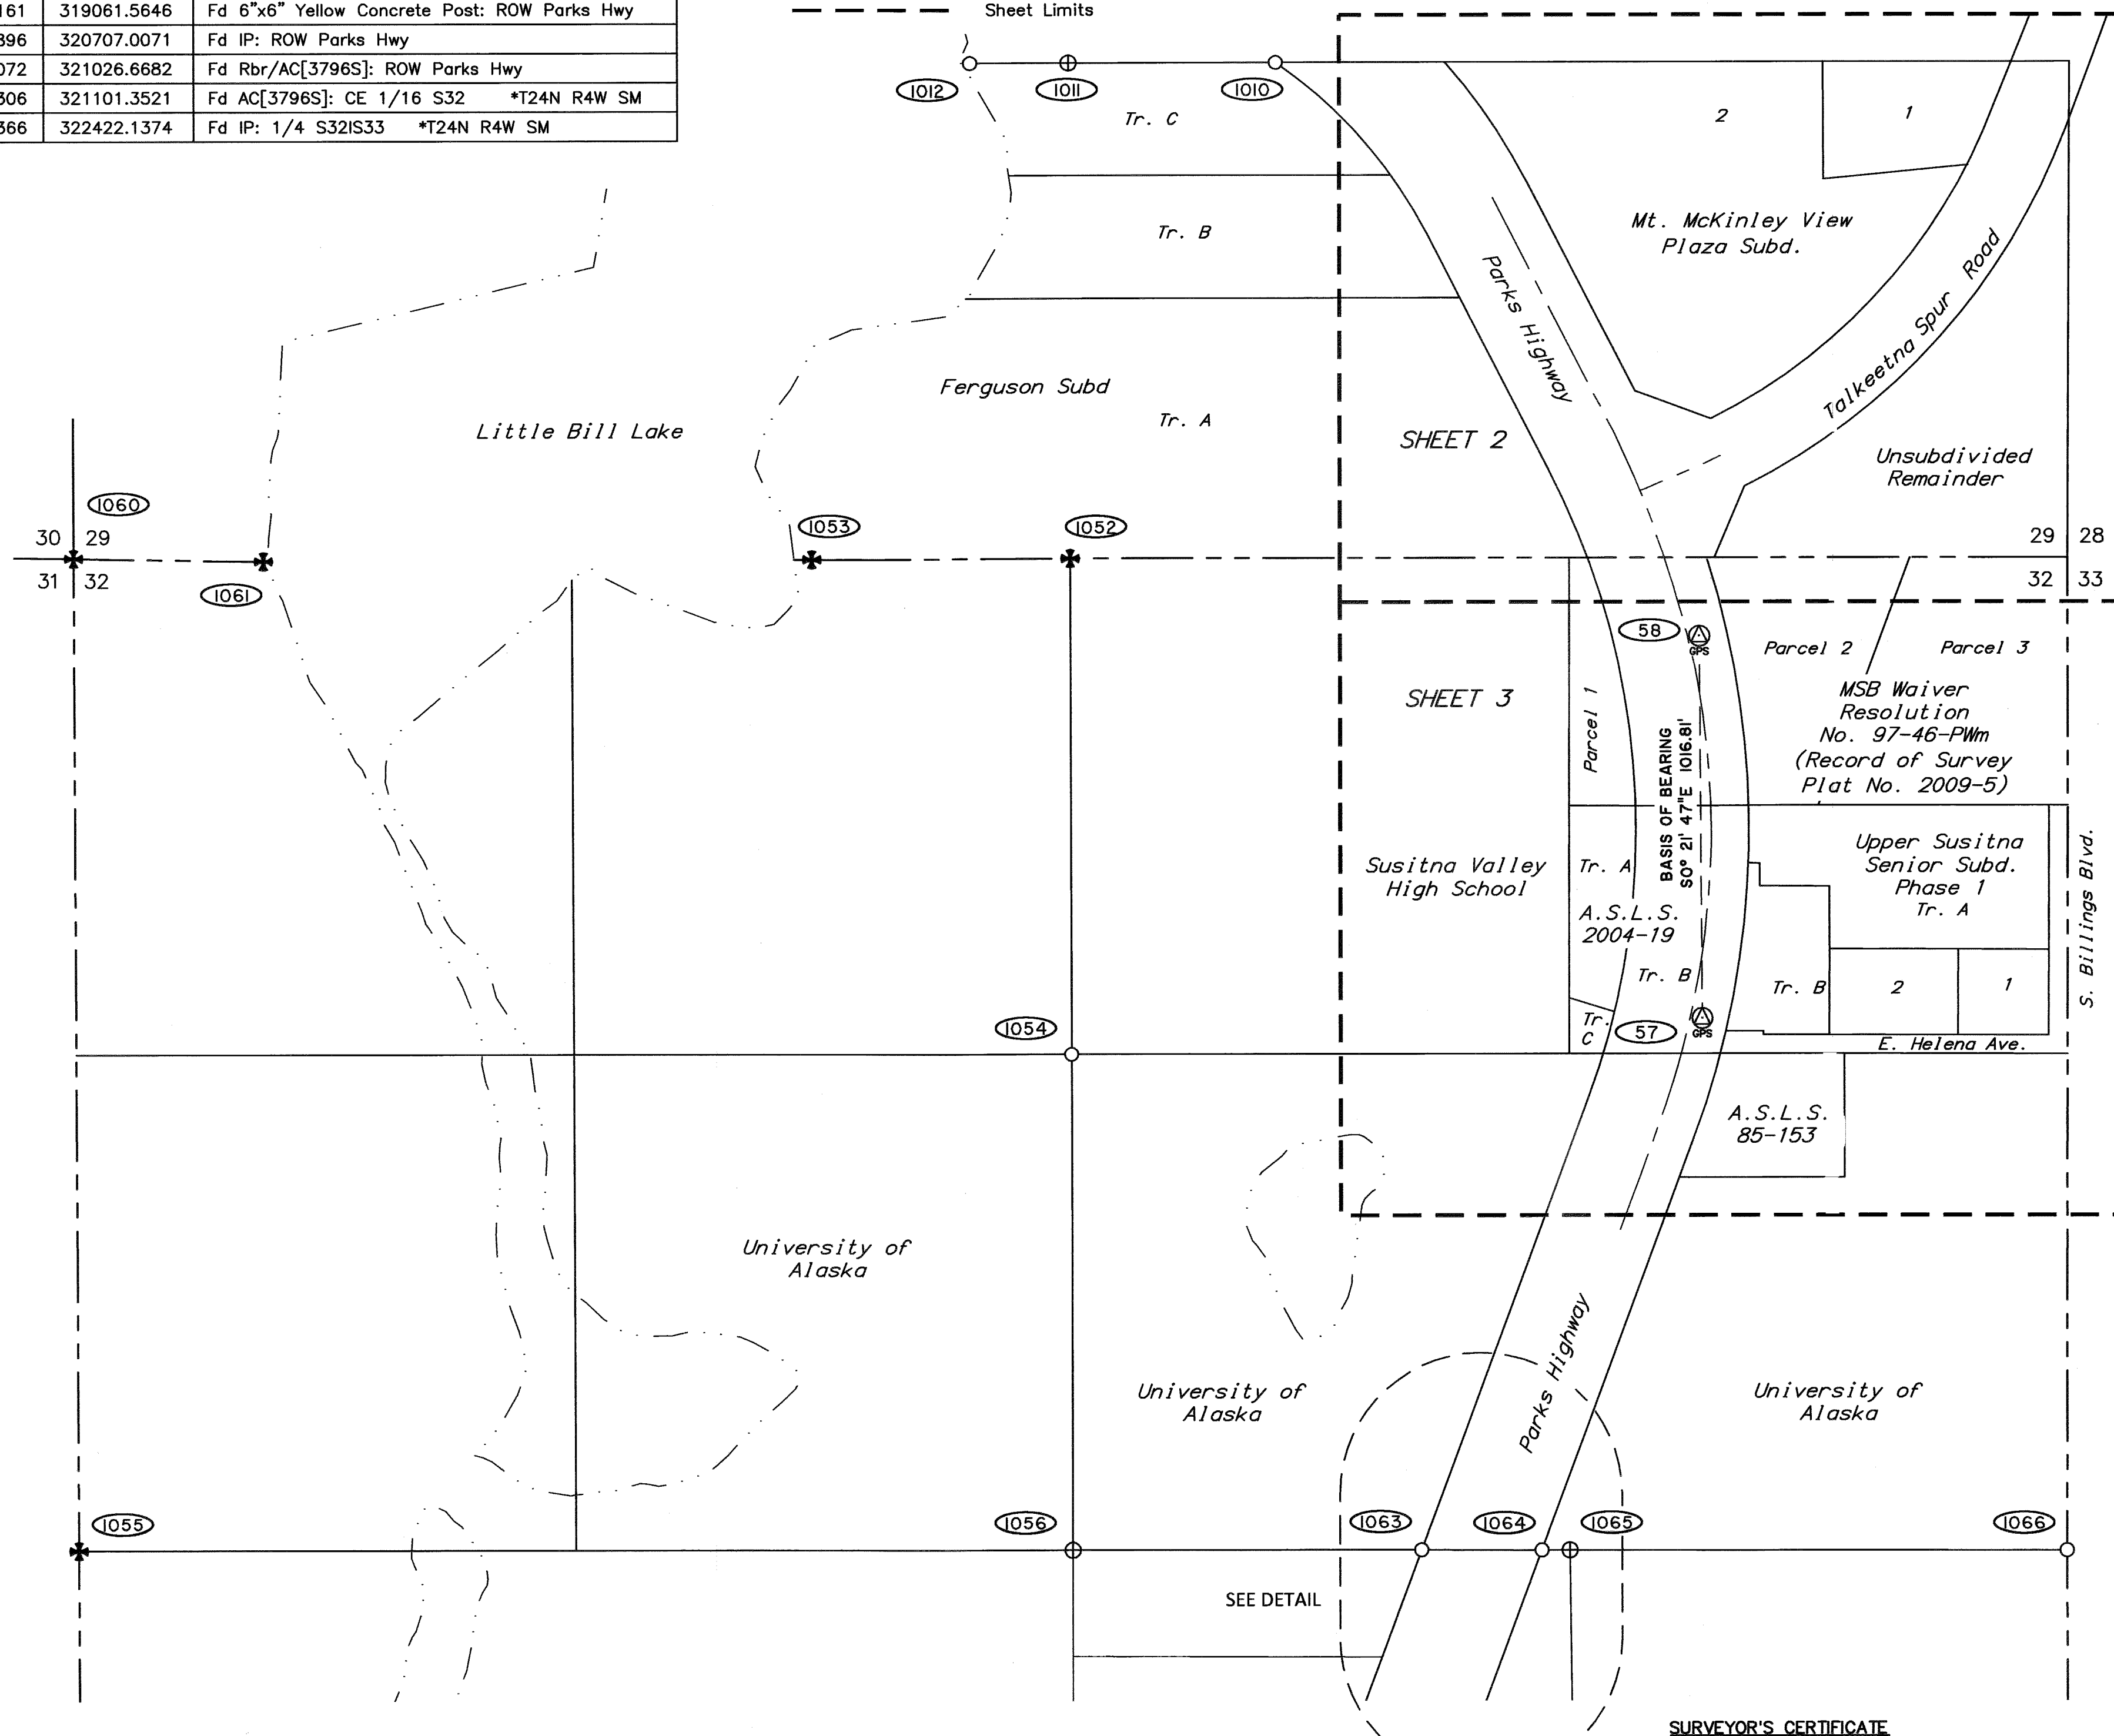 161 319061.5646 Fd 6"x6" Yellow Concrete Post: ROW Parks Hwy
396 320707.0071 Fd IP: ROW Parks Hwy
072 321026.6682 Fd Rbr/AC[3796S]: ROW Parks Hwy
306 321101.3521 Fd AC[3796S]: CE 1/16 S32 *T24N R4W SM
366 322422.1374 Fd IP: 1/4 S32|S33 *T24N R4W SM
Sheet Limits
1012
1011
1010
Tr. C
2
1
Tr. B
Mt. McKinley View
Plaza Subd.
Parks Highway
Talkeetna Spur Road
Ferguson Subd
Tr. A
Little Bill Lake
SHEET 2
Unsubdivided
Remainder
1060
1053
1052
30 29
31 32
1061
29 28
32 33
58
GPS
Parcel 2
Parcel 3
SHEET 3
Parcel 1
MSB Waiver
Resolution
No. 97-46-PWm
(Record of Survey
Plat No. 2009-5)
BASIS OF BEARING
S0° 21' 47"E 1016.81'
Susitna Valley
High School
Tr. A
A.S.L.S.
2004-19
Tr. B
Upper Susitna
Senior Subd.
Phase 1
Tr. A
S. Billings Blvd.
Tr. B
2
1
1054
Tr.
C
57
GPS
E. Helena Ave.
A.S.L.S.
85-153
University of
Alaska
University of
Alaska
Parks Highway
University of
Alaska
1055
1056
1063
1064
1065
1066
SEE DETAIL
SURVEYOR'S CERTIFICATE